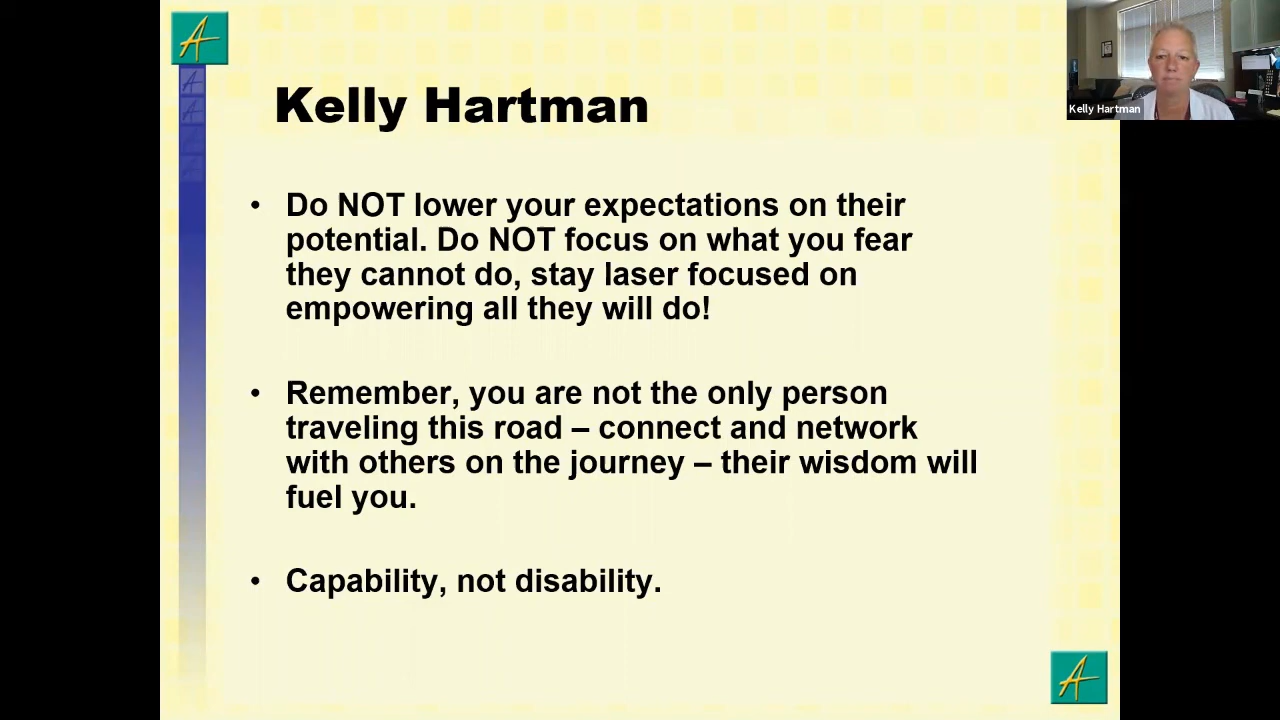 Kelly Hartman
Kelly Hartman
• Do NOT lower your expectations on their
potential. Do NOT focus on what you fear
they cannot do, stay laser focused on
empowering all they will do!
• Remember, you are not the only person
traveling this road – connect and network
with others on the journey – their wisdom will
fuel you.
• Capability, not disability.
A
A
A
A
A
A